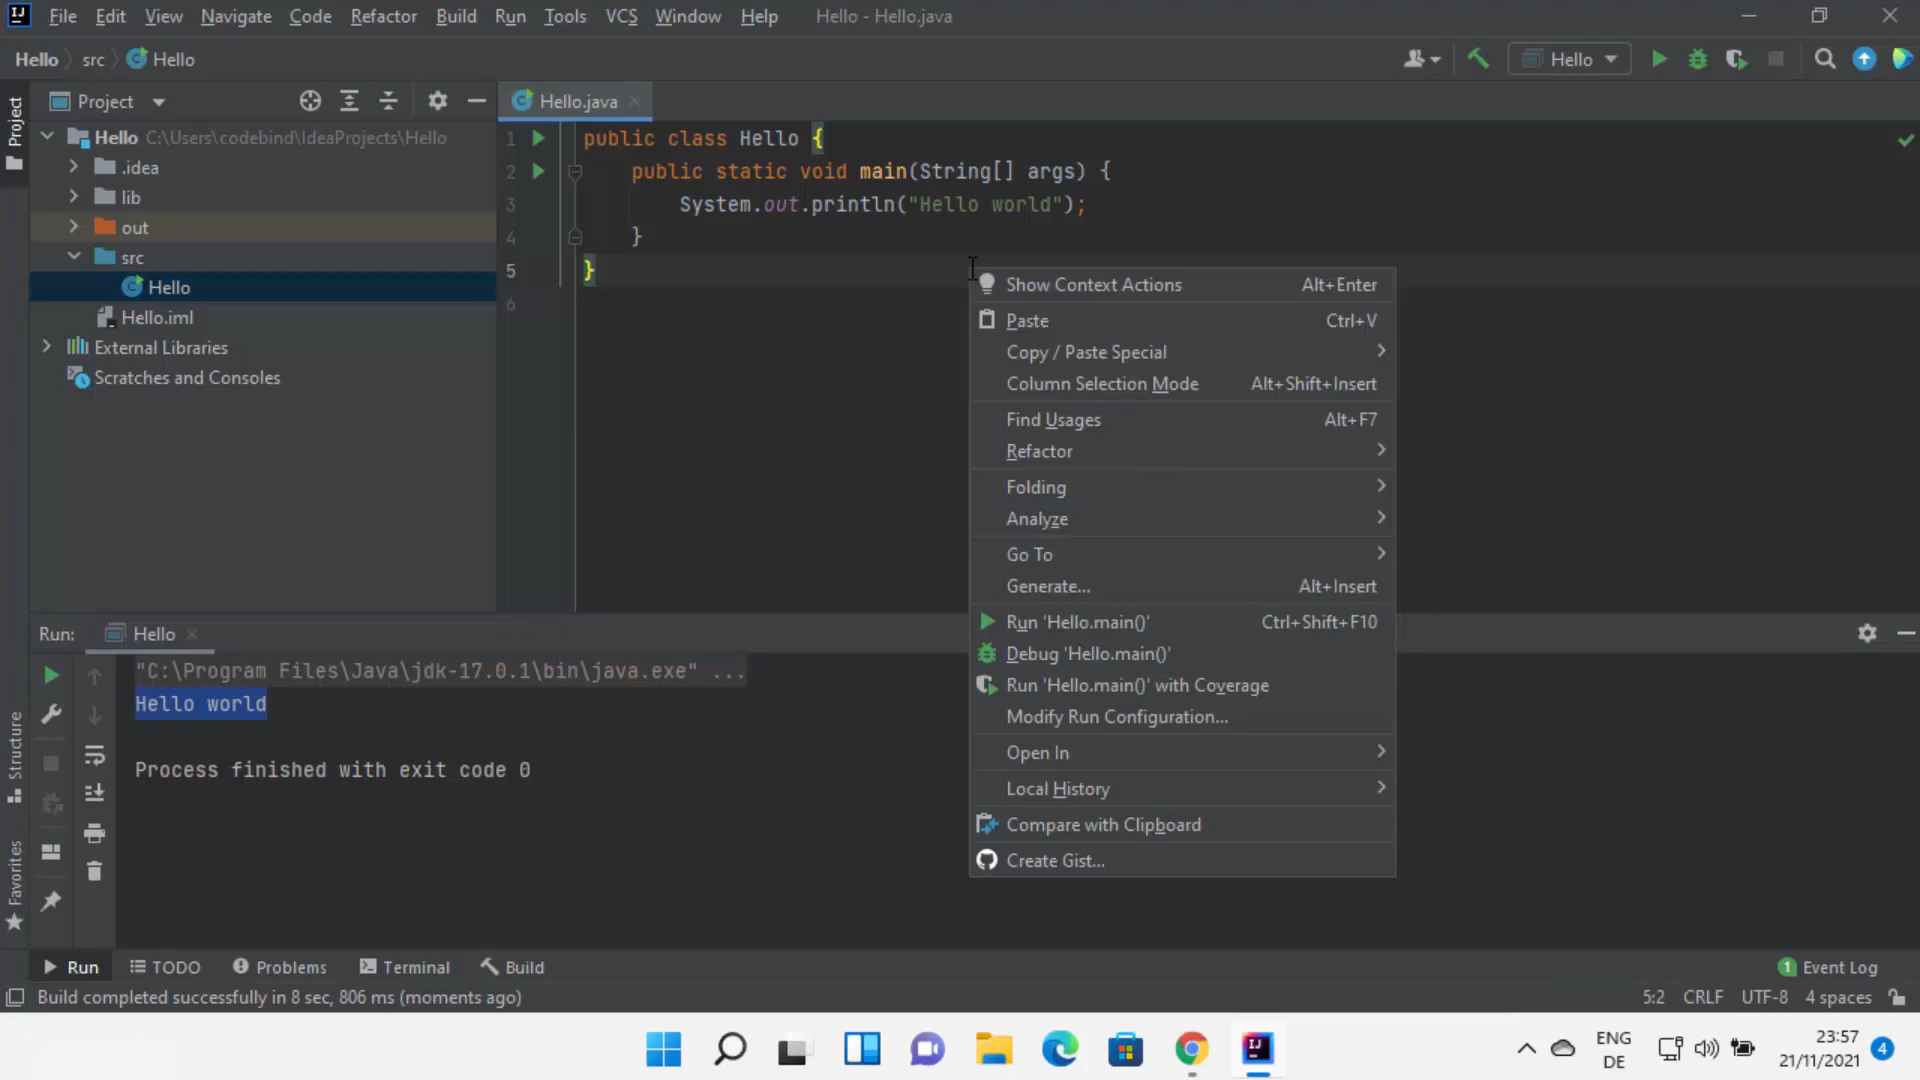 File Edit View Navigate Code Refactor Build Run Tools VCS Window Help Hello - Hello.java
Hello src Hello
Hello
Project
Project
Hello.java
Hello C:\Users\codebind\IdeaProjects\Hello
.idea
lib
out
src
Hello
Hello.iml
External Libraries
Scratches and Consoles
1 public class Hello {
2 public static void main(String[] args) {
3 System.out.println("Hello world");
4 }
5 }
6
Show Context Actions Alt+Enter
Paste Ctrl+V
Copy / Paste Special
Column Selection Mode Alt+Shift+Insert
Find Usages Alt+F7
Refactor
Folding
Analyze
Go To
Generate... Alt+Insert
Run 'Hello.main()' Ctrl+Shift+F10
Debug 'Hello.main()'
Run 'Hello.main()' with Coverage
Modify Run Configuration...
Open In
Local History
Compare with Clipboard
Create Gist...
Run: Hello
"C:\Program Files\Java\jdk-17.0.1\bin\java.exe" ...
Hello world
Process finished with exit code 0
Structure
Favorites
Run TODO Problems Terminal Build
1 Event Log
Build completed successfully in 8 sec, 806 ms (moments ago)
5:2 CRLF UTF-8 4 spaces
IJ
IJ
ENG
DE
23:57
21/11/2021
4